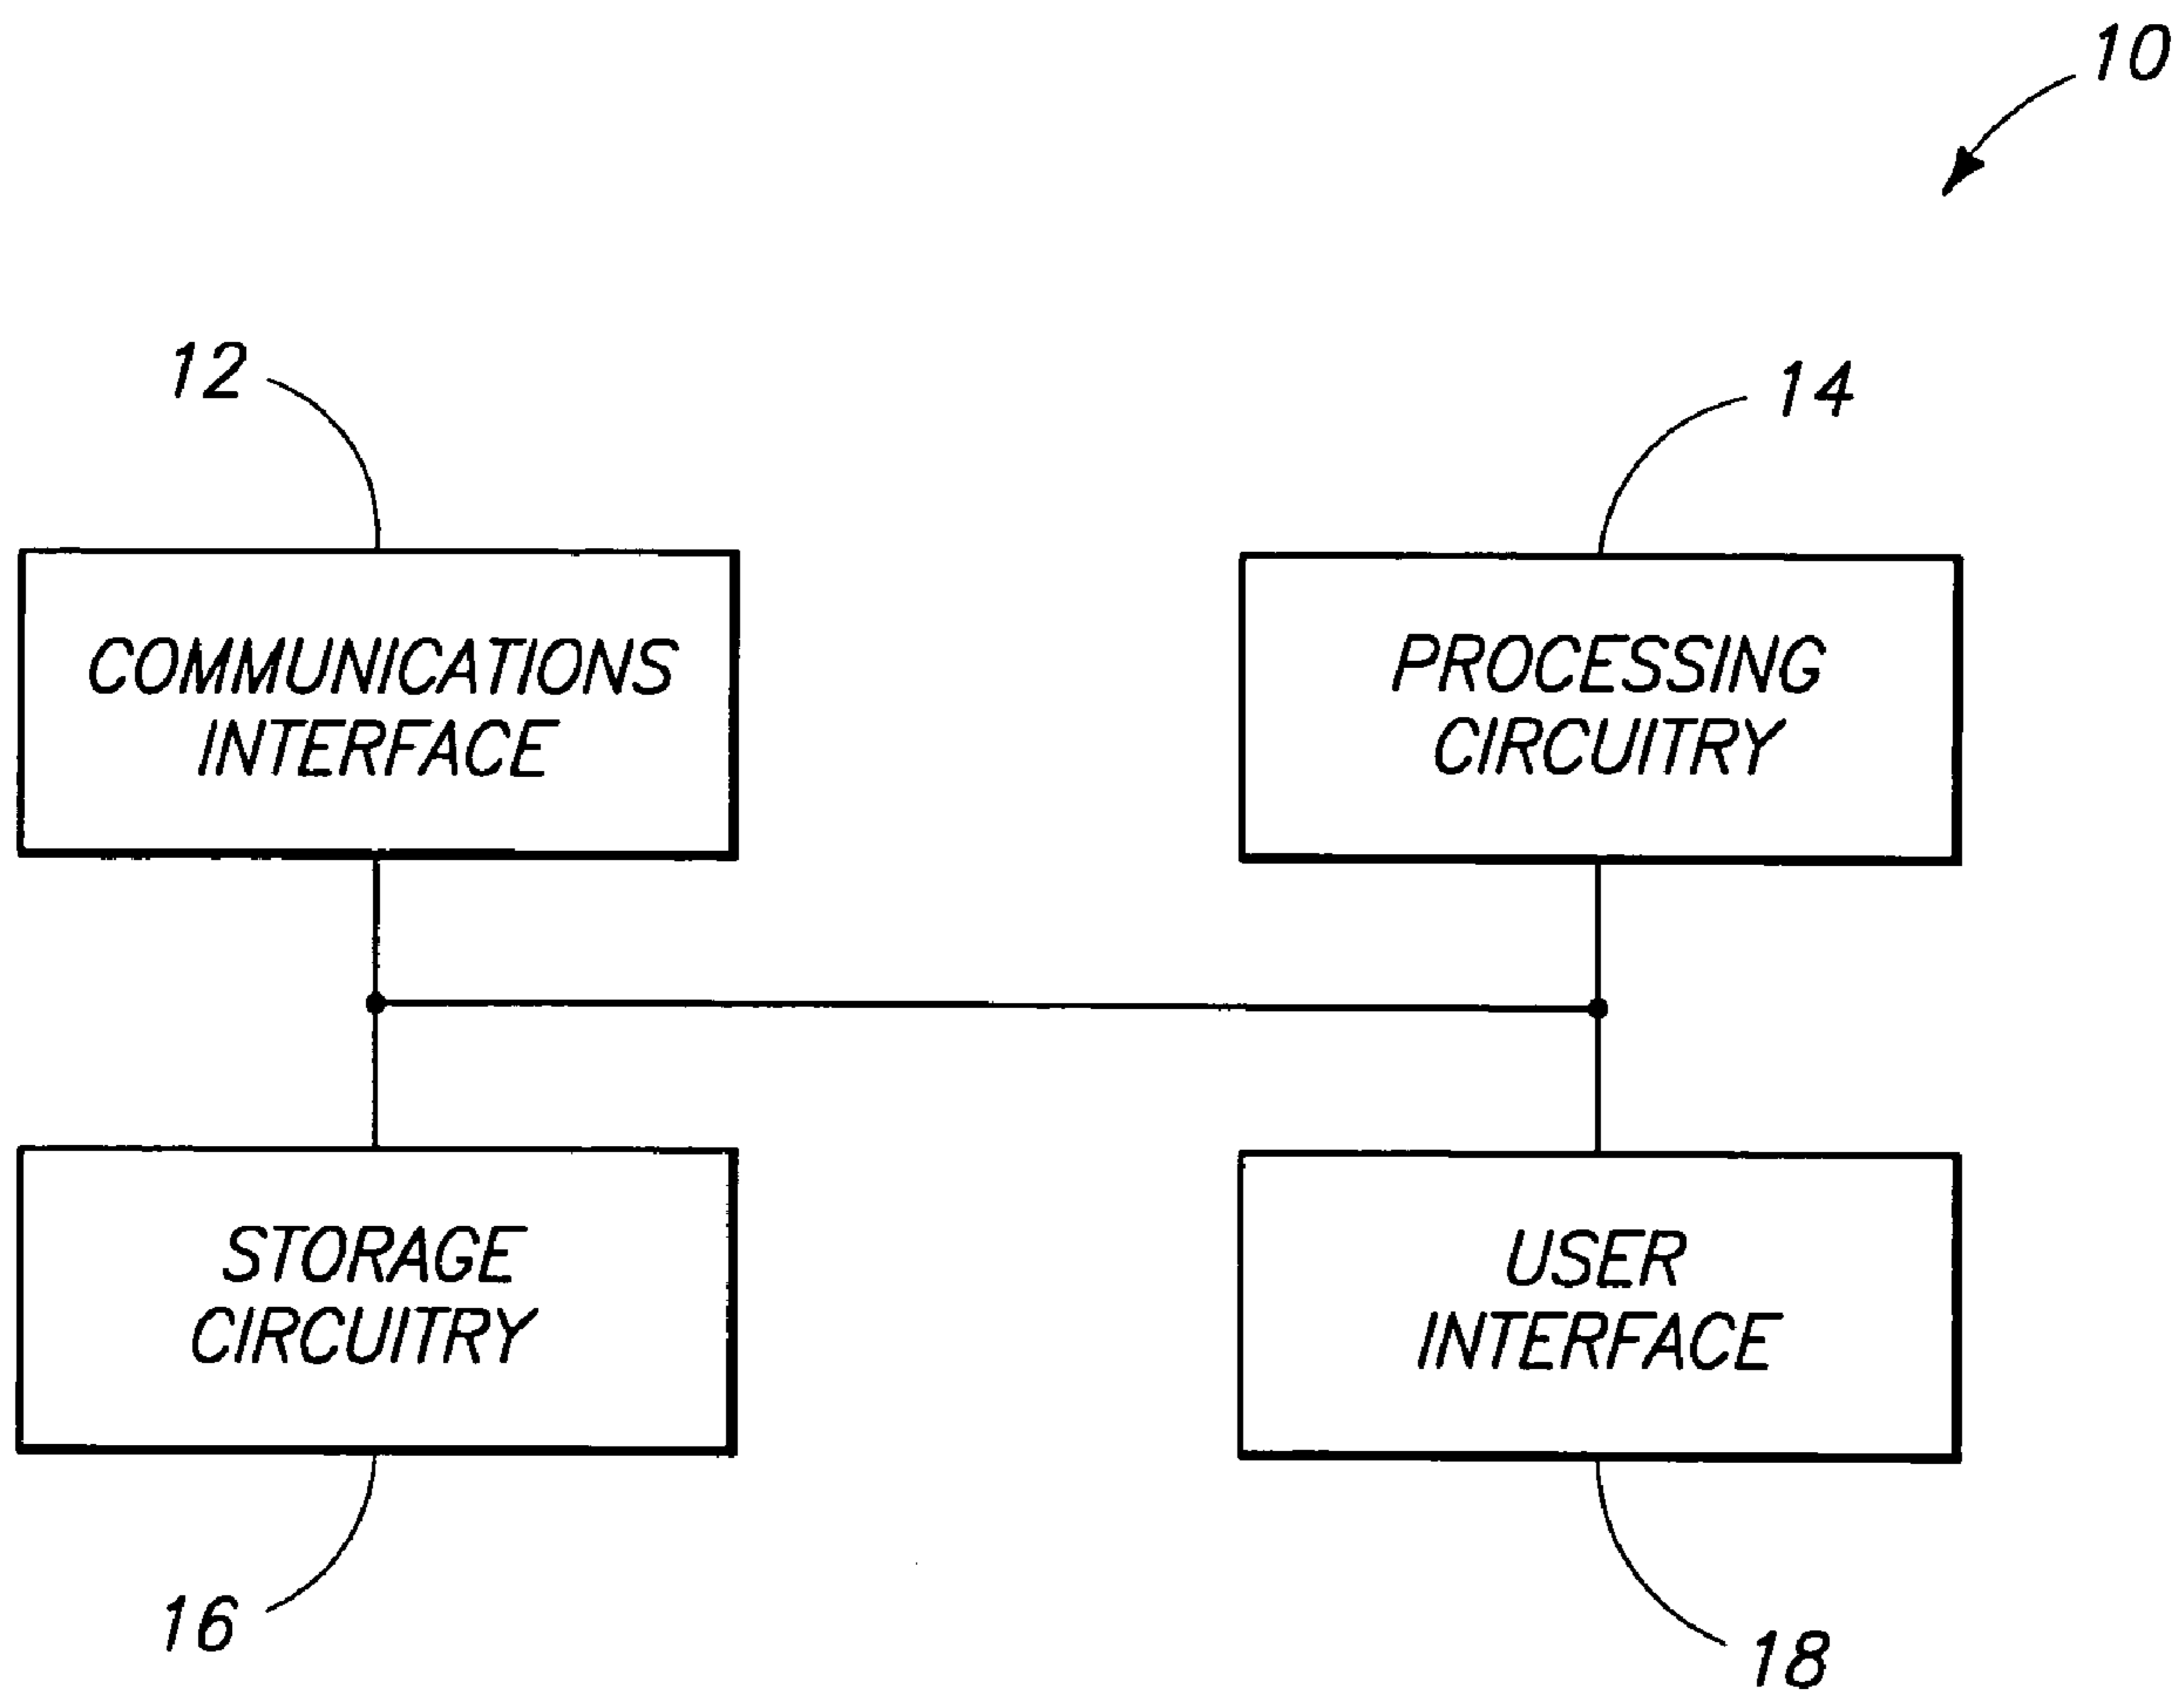 10
12
14
COMMUNICATIONS
INTERFACE
PROCESSING
CIRCUITRY
STORAGE
CIRCUITRY
USER
INTERFACE
16
18